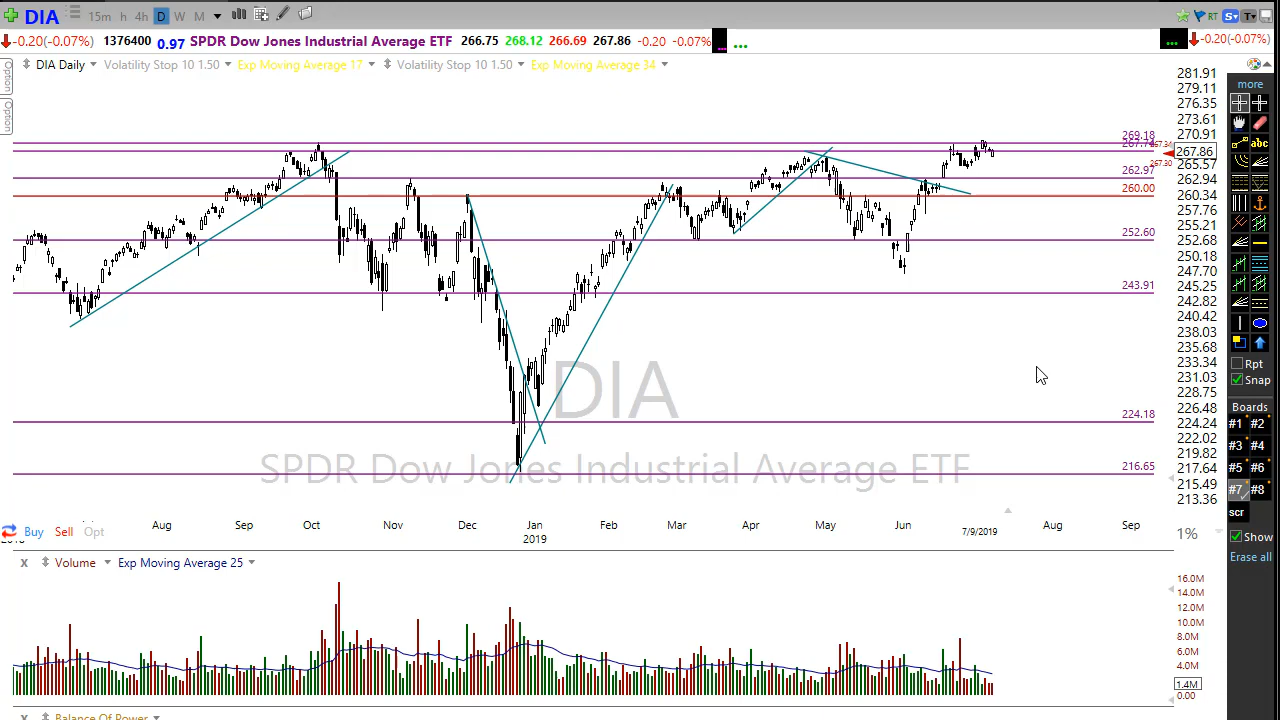 DIA 15m h 4h D W M RT S T
-0.20(-0.07%) 1376400 0.97 SPDR Dow Jones Industrial Average ETF 266.75 268.12 266.69 267.86 -0.20 -0.07% ... ... -0.20(-0.07%)
DIA Daily Volatility Stop 10 1.50 Exp Moving Average 17 Volatility Stop 10 1.50 Exp Moving Average 34
Option
Option
281.91
279.11
276.35
273.61
270.91
267.86
265.57
262.94
260.34
257.76
255.21
252.68
250.18
247.70
245.25
242.82
240.42
238.03
235.68
233.34
231.03
228.75
226.48
224.24
222.02
219.82
217.64
215.49
213.36
269.18
262.97
260.00
252.60
243.91
224.18
216.65
267.30
DIA
SPDR Dow Jones Industrial Average ETF
more
abc
Rpt
Snap
Boards
#1 #2
#3 #4
#5 #6
#7 #8
scr
Show
Erase all
Aug Sep Oct Nov Dec Jan Feb Mar Apr May Jun 7/9/2019 Aug Sep
2019
Buy Sell Opt
1%
x Volume Exp Moving Average 25
16.0M
14.0M
12.0M
10.0M
8.0M
6.0M
4.0M
1.4M
0.00
x Balance Of Power